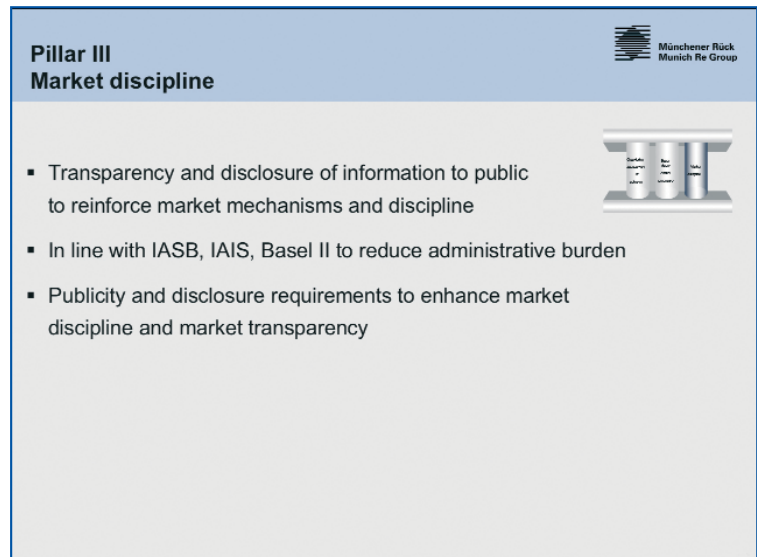 Pillar III
Market discipline
Münchener Rück
Munich Re Group
▪ Transparency and disclosure of information to public
to reinforce market mechanisms and discipline
▪ In line with IASB, IAIS, Basel II to reduce administrative burden
▪ Publicity and disclosure requirements to enhance market
discipline and market transparency